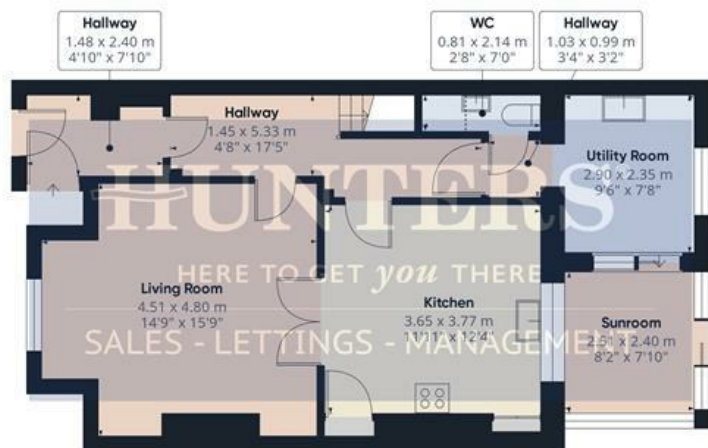 Hallway
1.48 x 2.40 m
4'10" x 7'10"
WC
0.81 x 2.14 m
2'8" x 7'0"
Hallway
1.03 x 0.99 m
3'4" x 3'2"
Hallway
1.45 x 5.33 m
4'8" x 17'5"
Utility Room
2.90 x 2.35 m
9'6" x 7'8"
HUNTERS
HERE TO GET you THERE
Living Room
4.51 x 4.80 m
14'9" x 15'9"
Kitchen
3.65 x 3.77 m
11'11" x 12'4"
Sunroom
2.51 x 2.40 m
8'2" x 7'10"
SALES - LETTINGS - MANAGEMENT